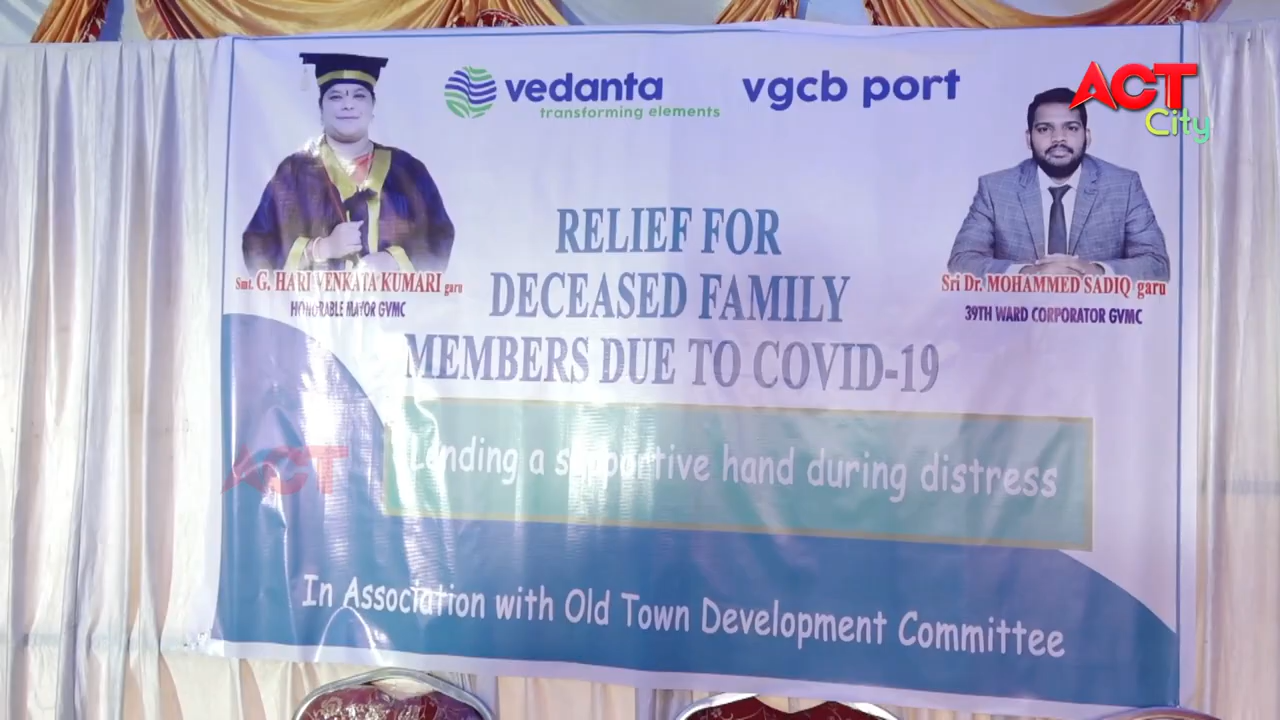 vedanta
transforming elements
vgcb port
ACT
City
RELIEF FOR
DECEASED FAMILY
MEMBERS DUE TO COVID-19
Smt. G. HARI VENKATA KUMARI garu
HONORABLE MAYOR GVMC
Sri Dr. MOHAMMED SADIQ garu
39TH WARD CORPORATOR GVMC
Lending a supportive hand during distress
ACT
In Association with Old Town Development Committee